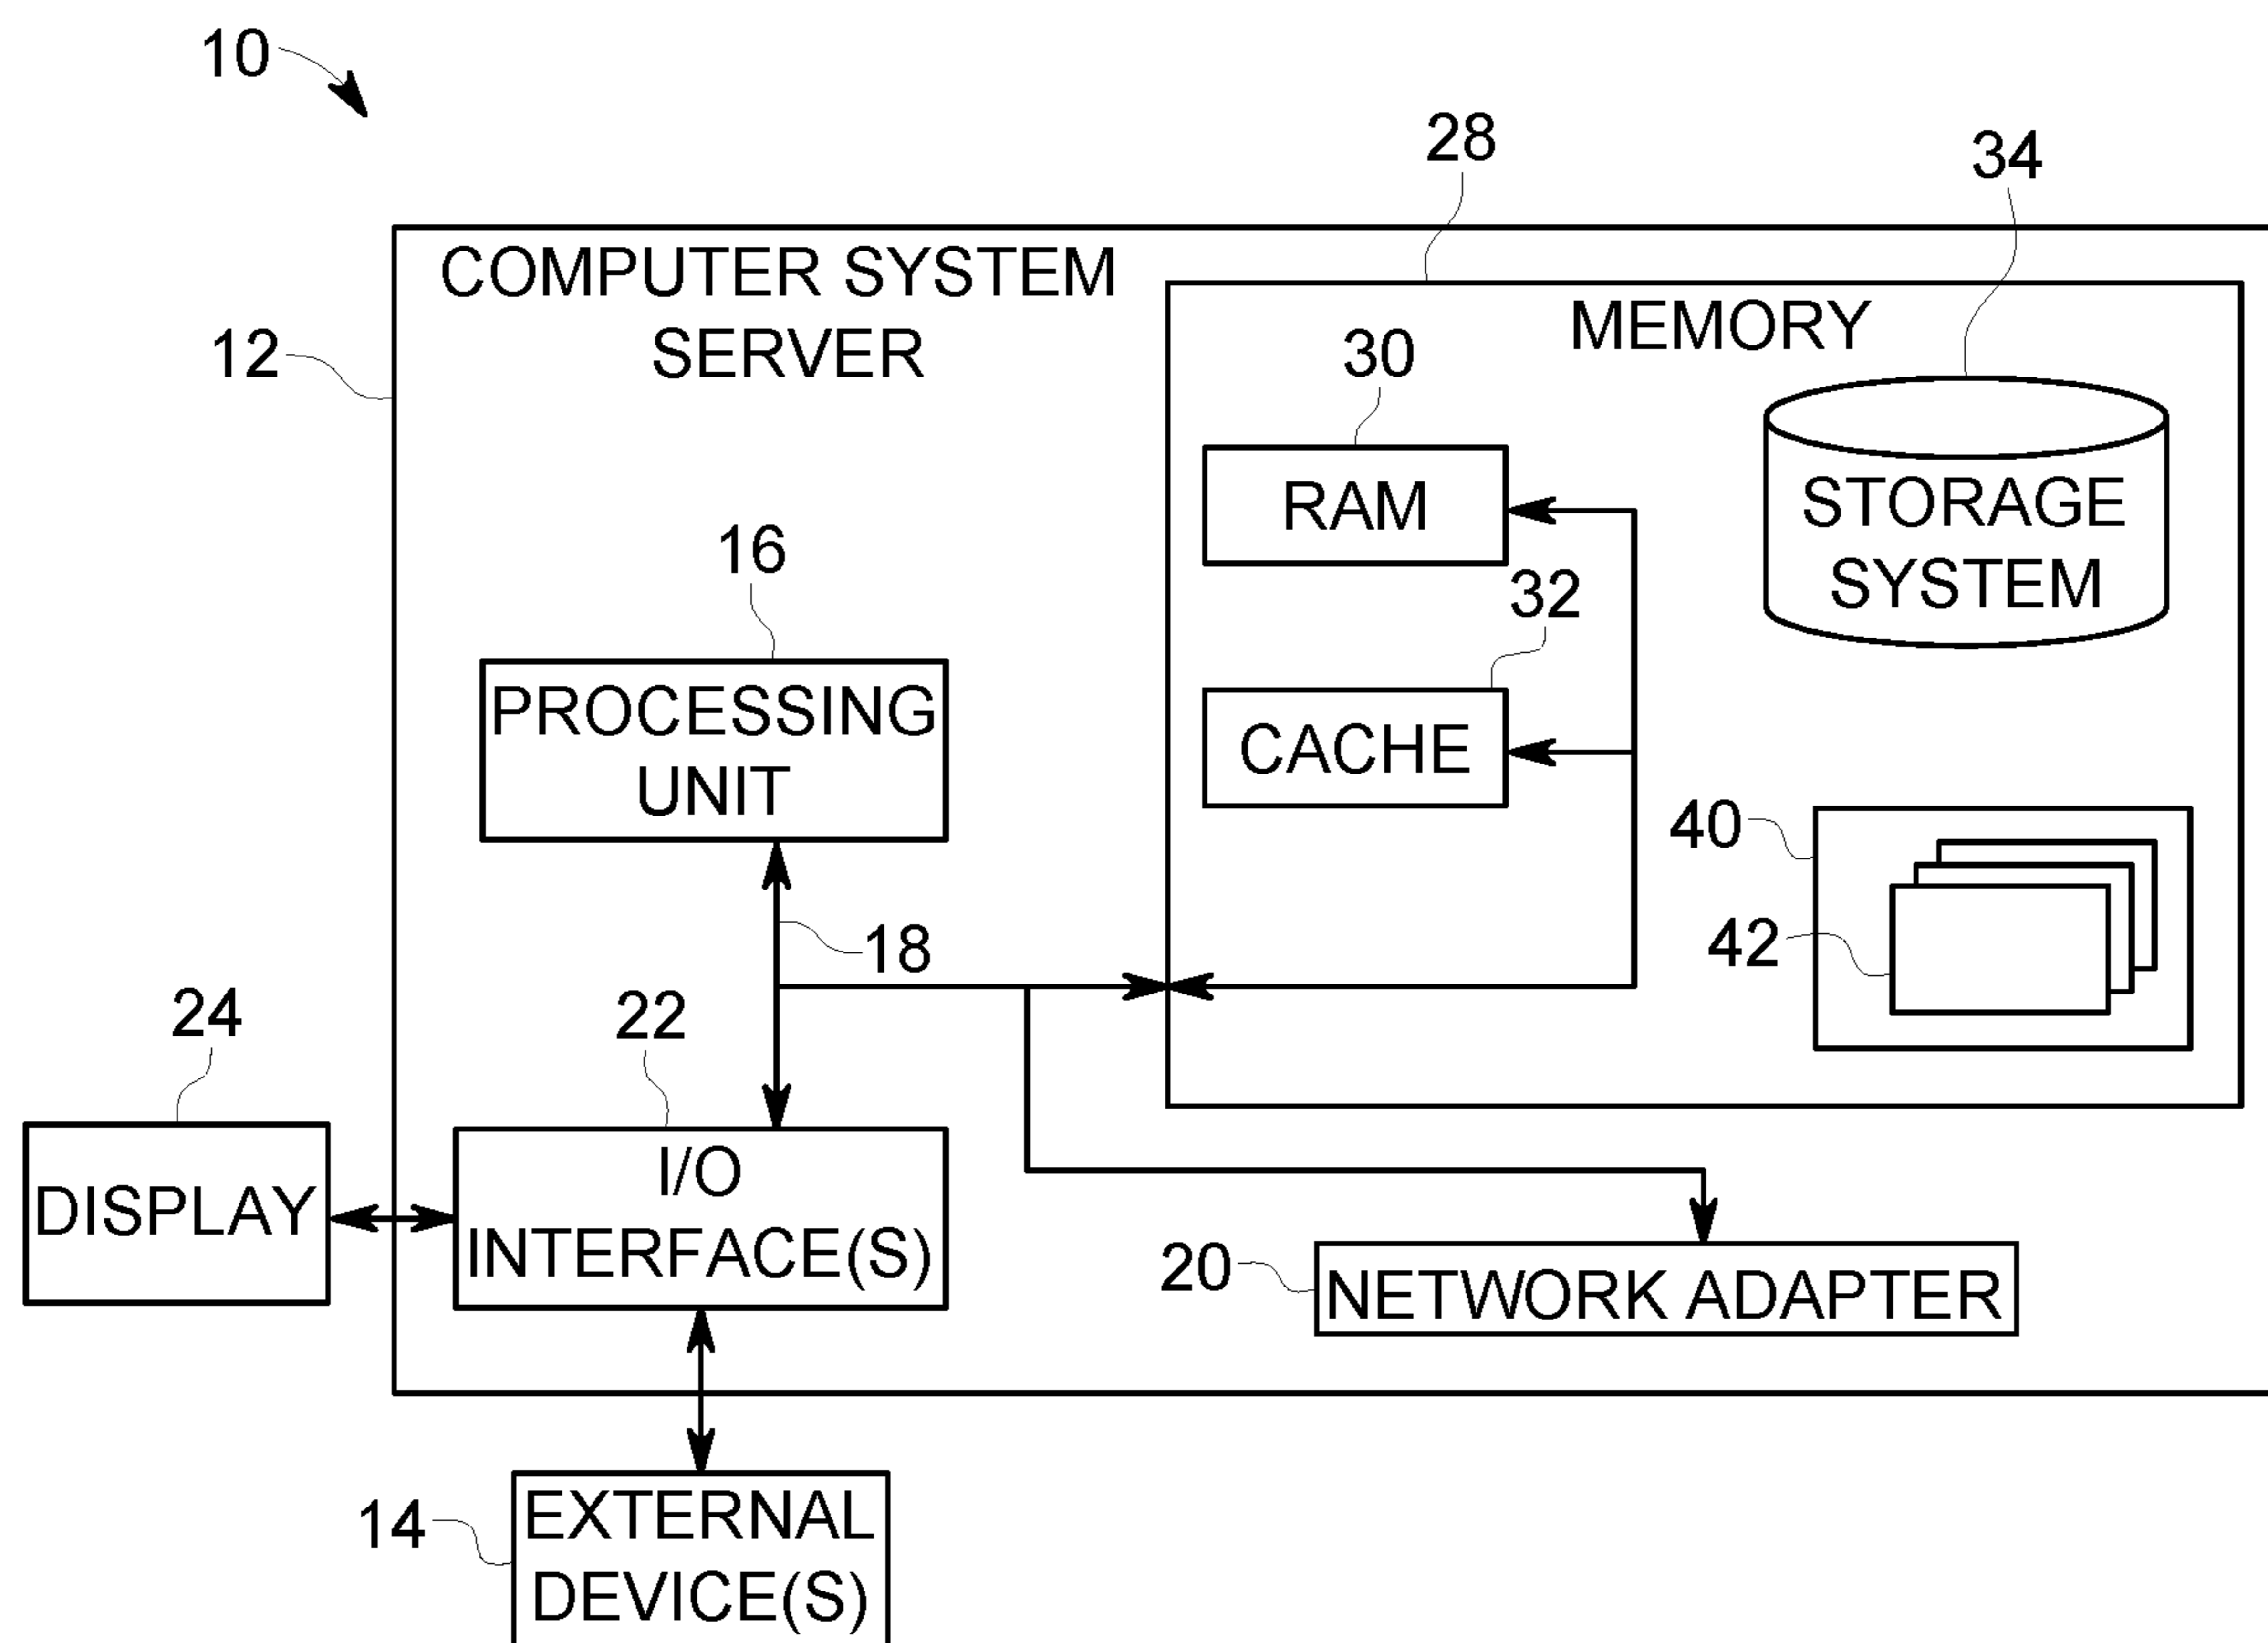 10
28
34
COMPUTER SYSTEM
SERVER
MEMORY
12
30
RAM
STORAGE
SYSTEM
16
32
PROCESSING
UNIT
CACHE
40
18
42
24
22
DISPLAY
I/O
INTERFACE(S)
20
NETWORK ADAPTER
14
EXTERNAL
DEVICE(S)